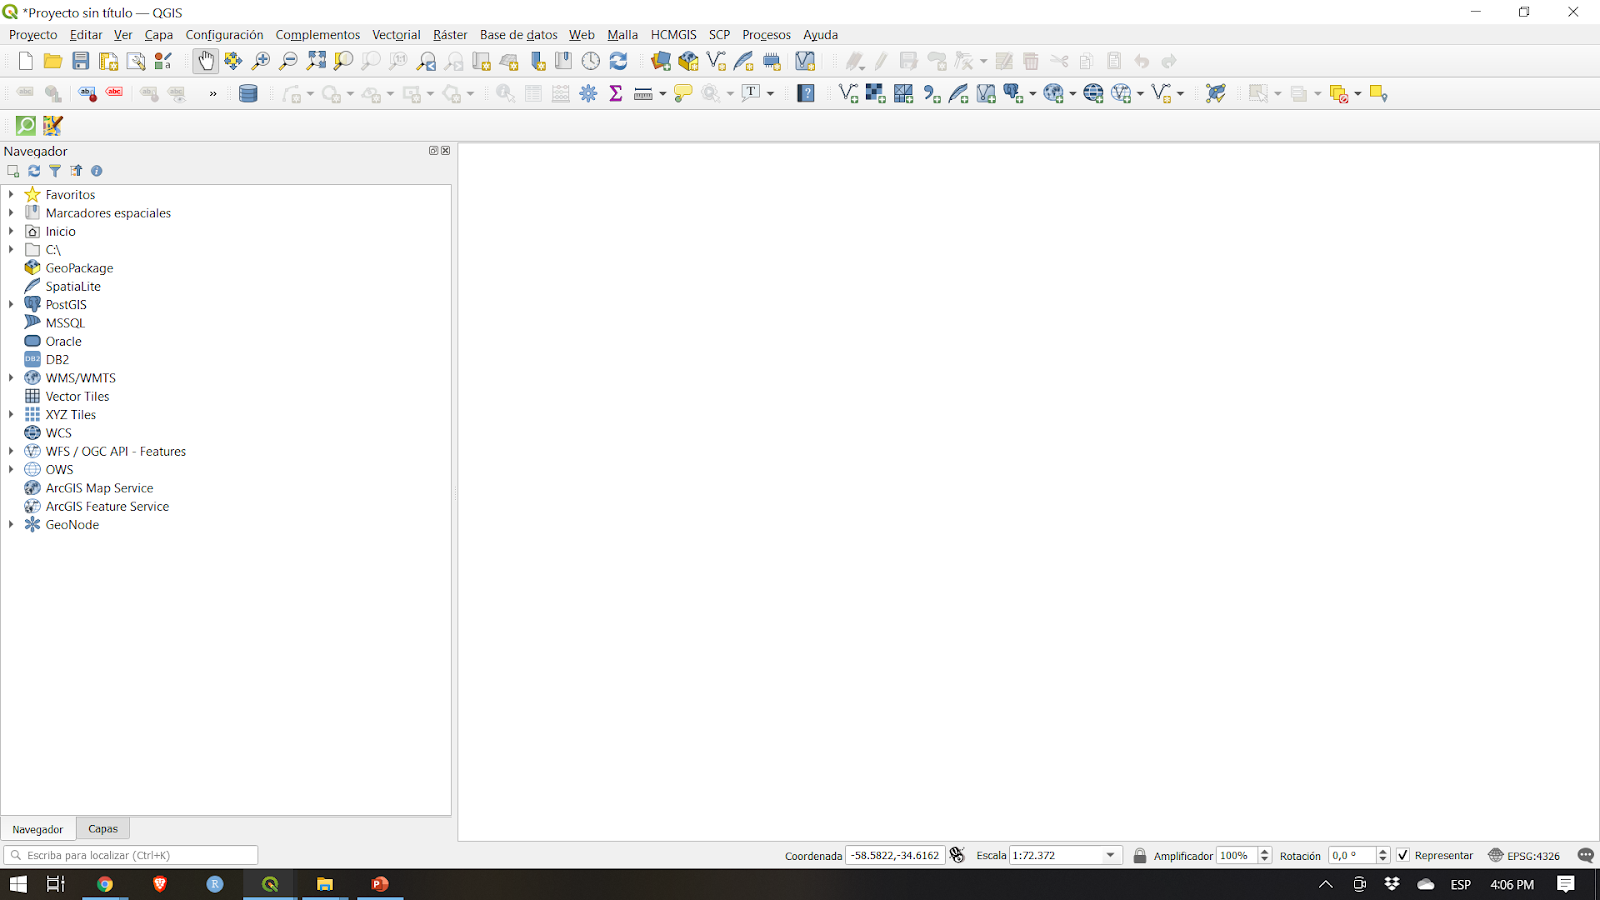 *Proyecto sin título — QGIS
Proyecto Editar Ver Capa Configuración Complementos Vectorial Ráster Base de datos Web Malla HCMGIS SCP Procesos Ayuda
abc abc »
Navegador
Favoritos
Marcadores espaciales
Inicio
C:\
GeoPackage
SpatiaLite
PostGIS
MSSQL
Oracle
DB2 DB2
WMS/WMTS
Vector Tiles
XYZ Tiles
WCS
WFS / OGC API - Features
OWS
ArcGIS Map Service
ArcGIS Feature Service
GeoNode
Navegador Capas
Escriba para localizar (Ctrl+K) Coordenada -58.5822,-34.6162 Escala 1:72.372 Amplificador 100% Rotación 0,0 ° Representar EPSG:4326
ESP 4:06 PM